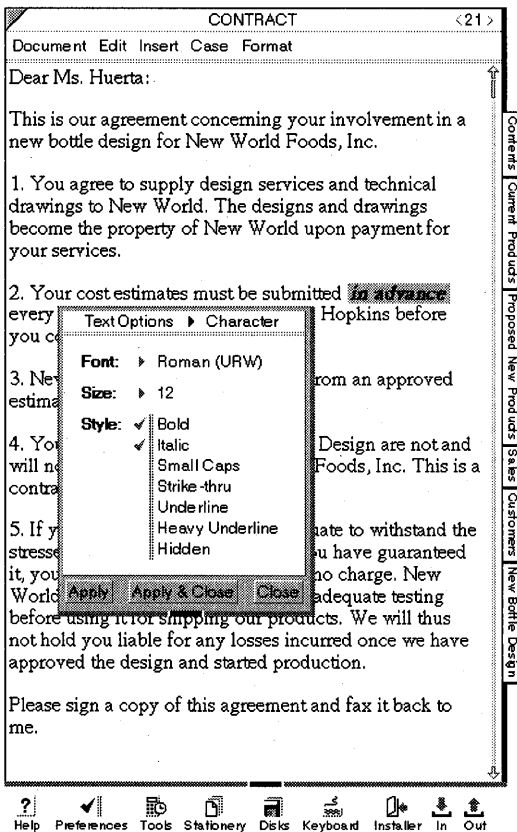 CONTRACT <21>
Document Edit Insert Case Format
Dear Ms. Huerta:
This is our agreement concerning your involvement in a
new bottle design for New World Foods, Inc.
1. You agree to supply design services and technical
drawings to New World. The designs and drawings
become the property of New World upon payment for
your services.
2. Your cost estimates must be submitted in advance
every Hopkins before
you
3. rom an approved
estima
4. Design are not and
will Foods, Inc. This is a
contra
5. If y uate to withstand the
stresse u have guaranteed
it, you no charge. New
World adequate testing
before using it for shipping our products. We will thus
not hold you liable for any losses incurred once we have
approved the design and started production.
Please sign a copy of this agreement and fax it back to
me.
Text Options ▸ Character
Font: ▸ Roman (URW)
Size: ▸ 12
Style: ✓ Bold
✓ Italic
Small Caps
Strike-thru
Underline
Heavy Underline
Hidden
Apply Apply & Close Close
Contents
Current Products
Proposed New Products
Sales
Customers
New Bottle Design
? Help Preferences Tools Stationery Disks Keyboard Installer In Out